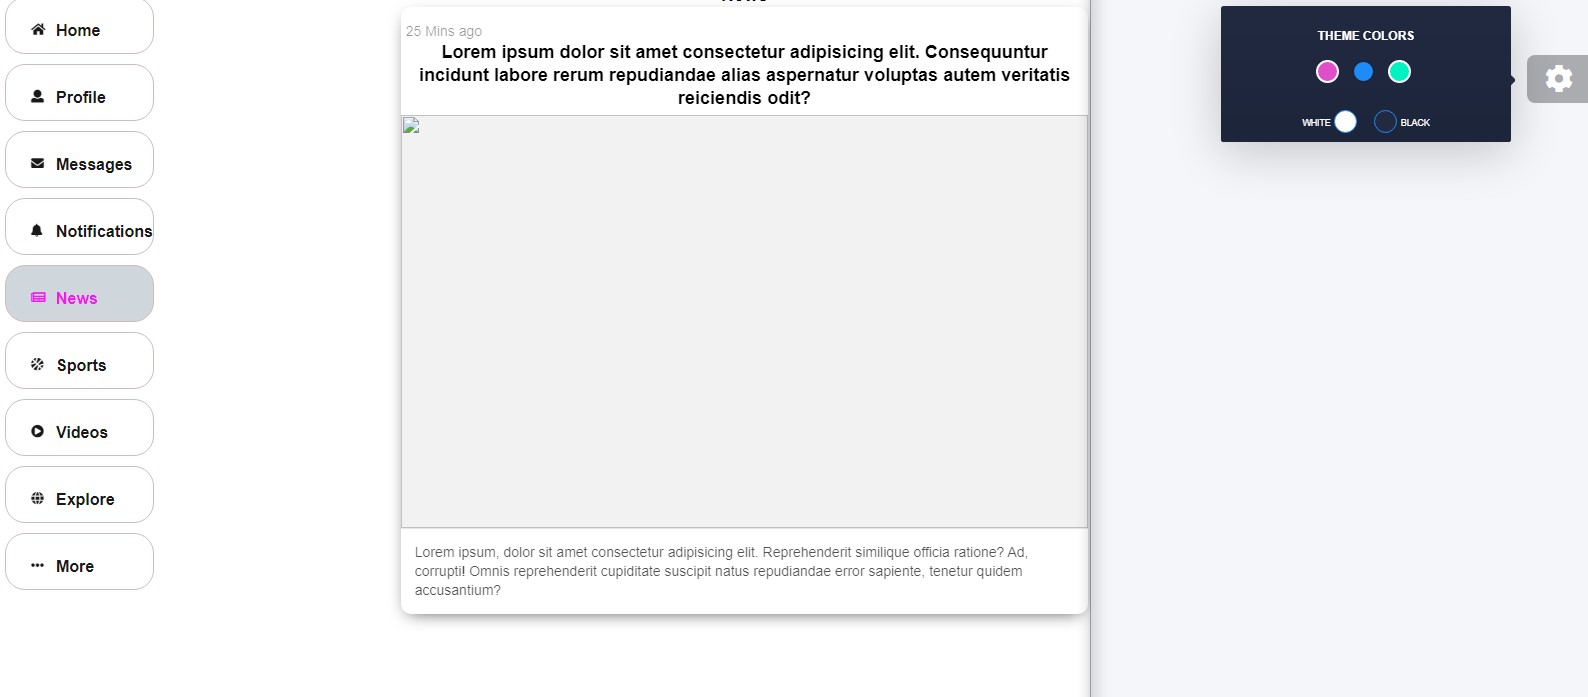 Home
Profile
Messages
Notifications
News
Sports
Videos
Explore
More
25 Mins ago
Lorem ipsum dolor sit amet consectetur adipisicing elit. Consequuntur
incidunt labore rerum repudiandae alias aspernatur voluptas autem veritatis
reiciendis odit?
Lorem ipsum, dolor sit amet consectetur adipisicing elit. Reprehenderit similique officia ratione? Ad,
corrupti! Omnis reprehenderit cupiditate suscipit natus repudiandae error sapiente, tenetur quidem
accusantium?
THEME COLORS
WHITE BLACK